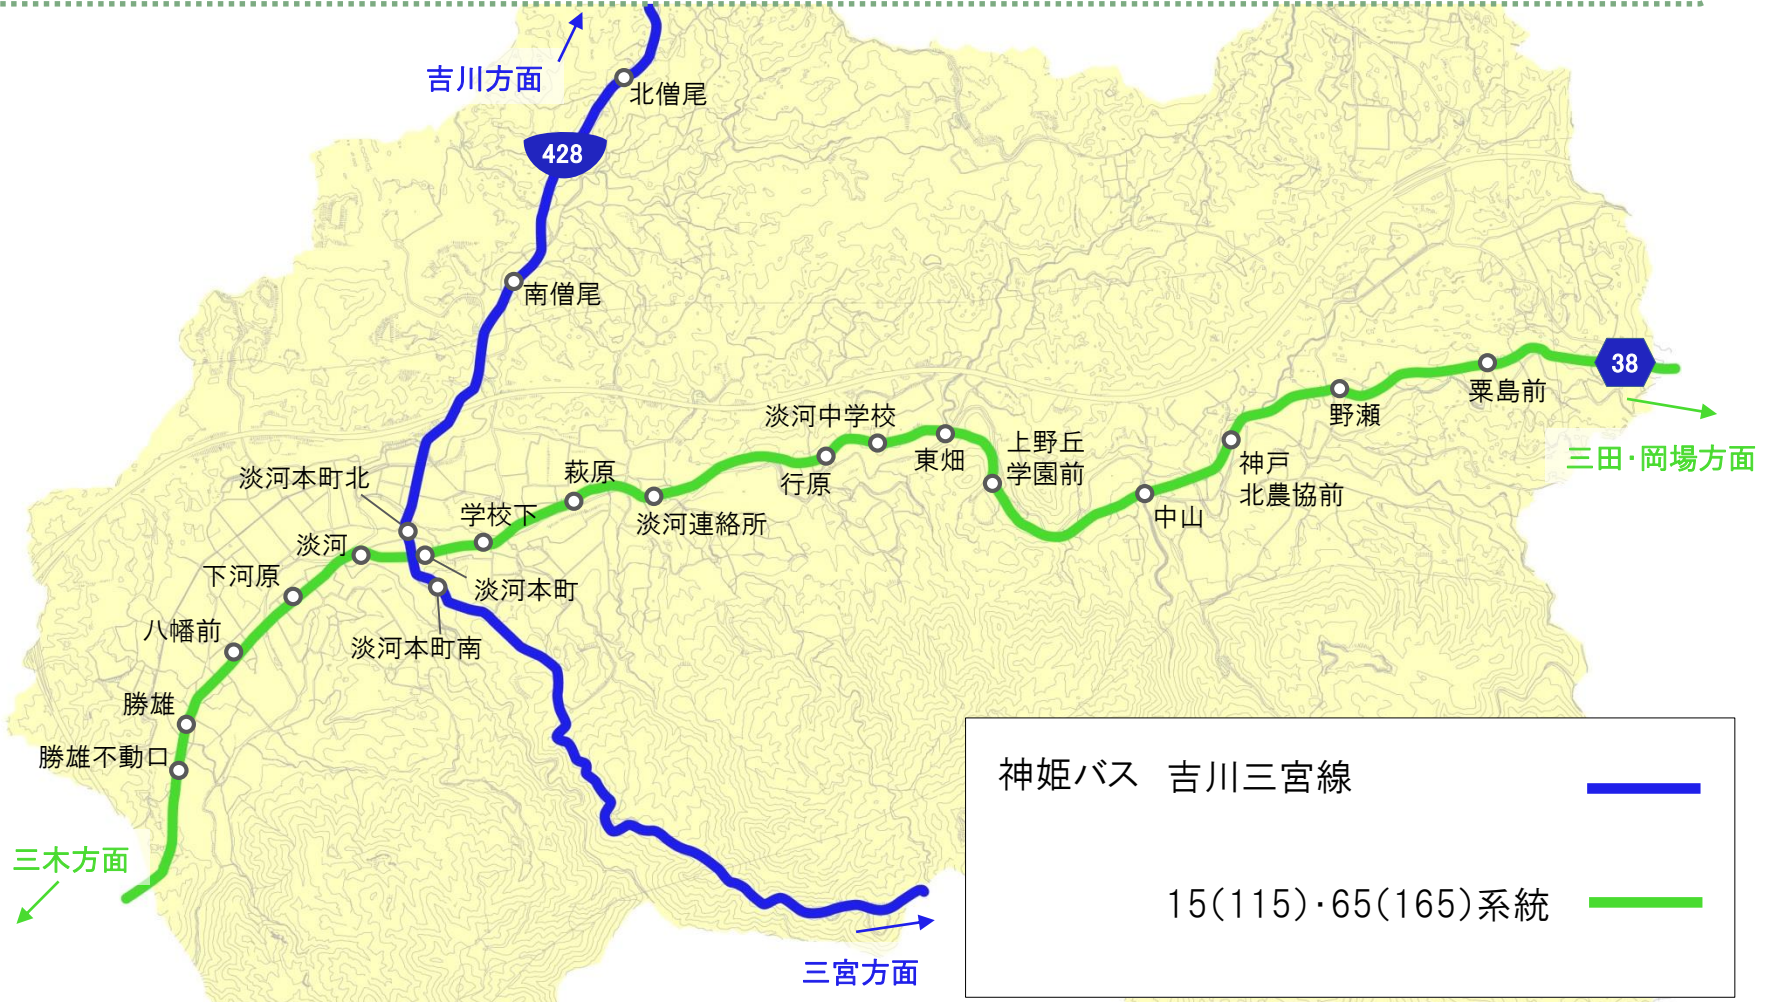 吉川方面
北僧尾
428
南僧尾
38
粟島前
野瀬
三田・岡場方面
淡河中学校
上野丘
学園前
東畑
神戸
北農協前
萩原
行原
淡河本町北
学校下
淡河連絡所
中山
淡河
下河原
淡河本町
八幡前
淡河本町南
勝雄
勝雄不動口
神姫バス 吉川三宮線
三木方面
15(115)・65(165)系統
三宮方面